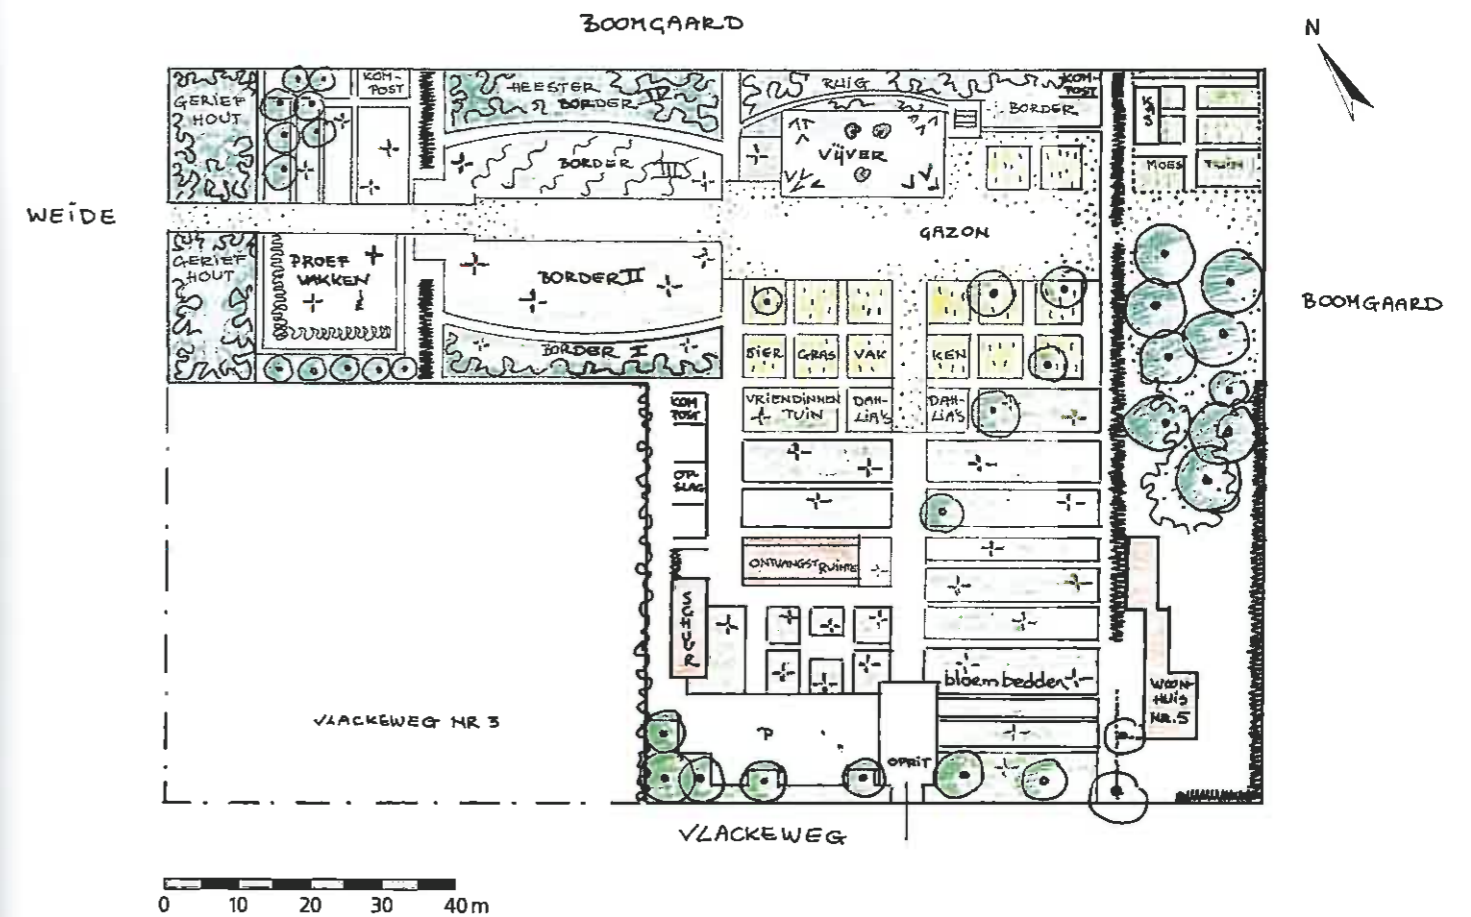 BOOMGAARD
N
GERIEF
HOUT
KOM-
POST
HEESTER
BORDER
RUIG
KOM-
POST
BORDER
BORDER
VIJVER
MOES
TUIN
WEIDE
GAZON
GERIEF
HOUT
PROEF
VAKKEN
BORDER II
BORDER I
BOOMGAARD
SIER
GRAS
VAK
KEN
VRIENDINNEN
TUIN
DAH-
LIA'S
DAH-
LIA'S
KOM
POST
OP
SLAG
ONTVANGSTRUIMTE
SCHUUR
bloembedden
WOON-
HUIS
NR.5
VLACKEWEG NR 3
P
OPRIT
VLACKEWEG
0 10 20 30 40 m